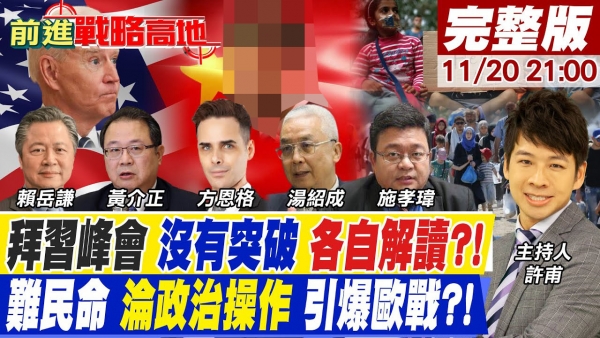 前進戰略高地
完整版
11/20 21:00
賴岳謙
黃介正
方恩格
湯紹成
施孝瑋
主持人
許甫
拜習峰會 沒有突破 各自解讀?!
難民命 淪政治操作 引爆歐戰?!